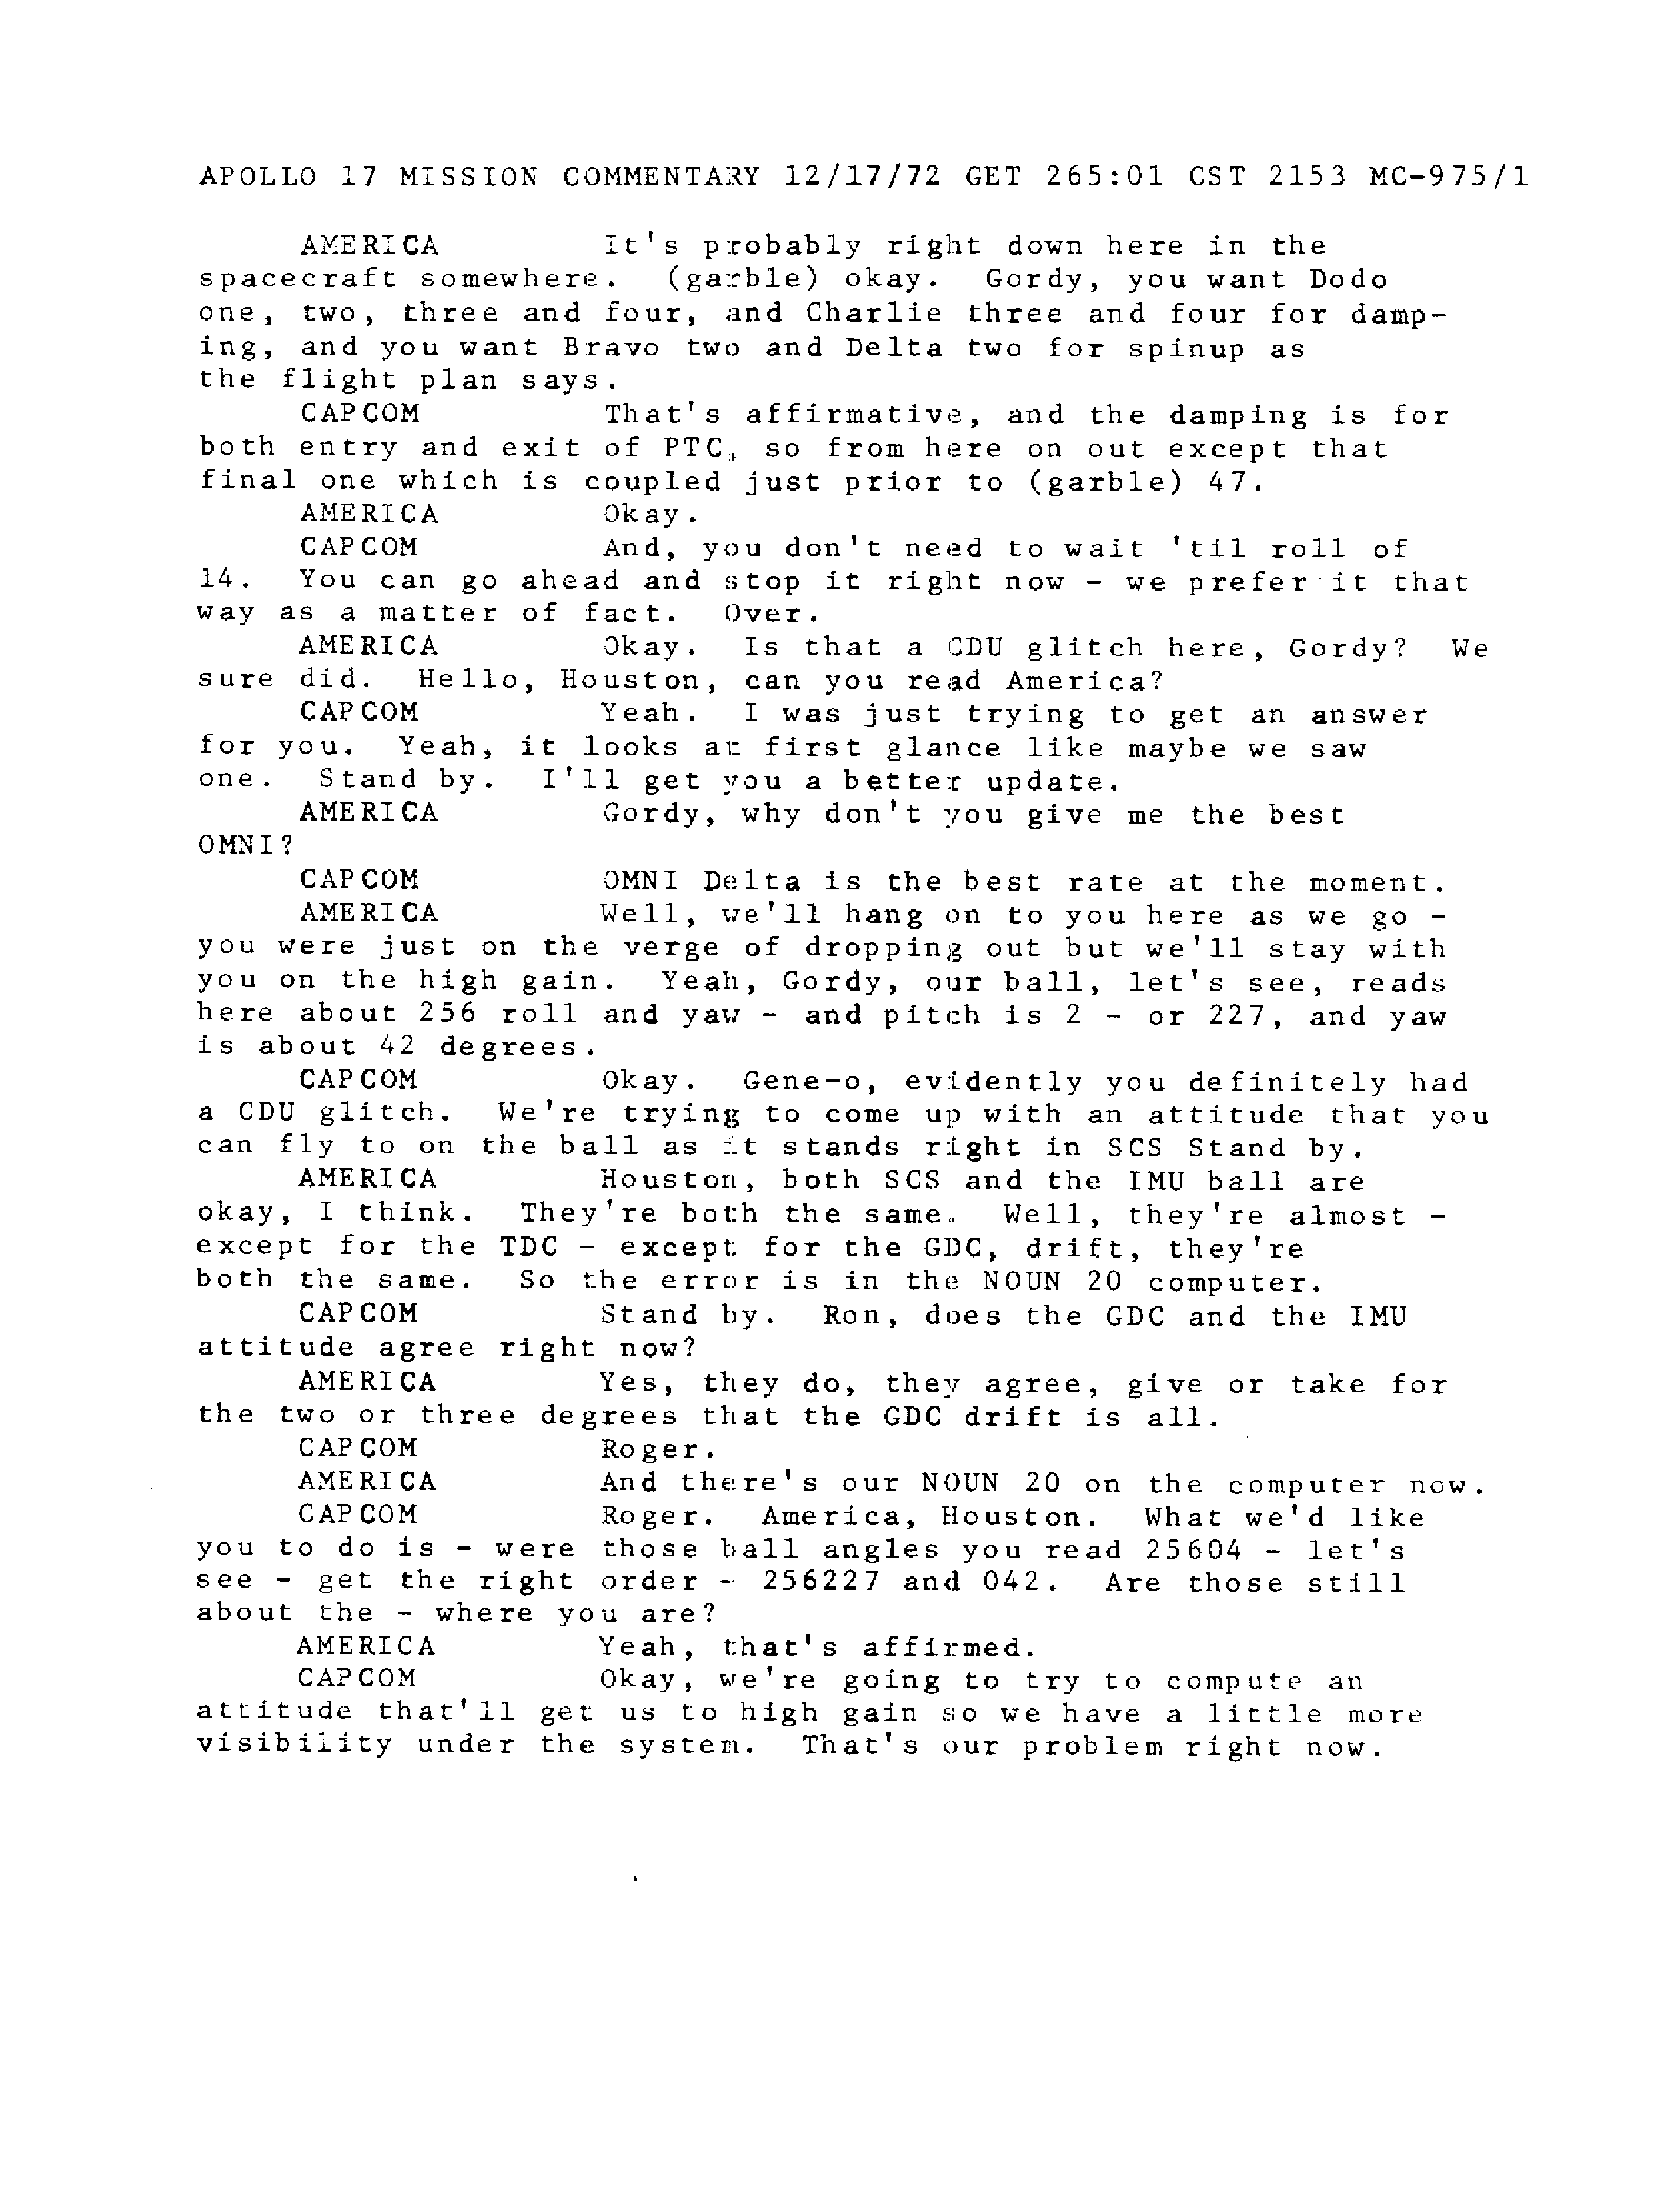 APOLLO 17 MISSION COMMENTARY 12/17/72 GET 265:01 CST 2153 MC-975/1
AMERICA It's probably right down here in the
spacecraft somewhere. (garble) okay. Gordy, you want Dodo
one, two, three and four, and Charlie three and four for damp-
ing, and you want Bravo two and Delta two for spinup as
the flight plan says.
CAPCOM That's affirmative, and the damping is for
both entry and exit of PTC, so from here on out except that
final one which is coupled just prior to (garble) 47.
AMERICA Okay.
CAPCOM And, you don't need to wait 'til roll of
14. You can go ahead and stop it right now - we prefer it that
way as a matter of fact. Over.
AMERICA Okay. Is that a CDU glitch here, Gordy? We
sure did. Hello, Houston, can you read America?
CAPCOM Yeah. I was just trying to get an answer
for you. Yeah, it looks at first glance like maybe we saw
one. Stand by. I'll get you a better update.
AMERICA Gordy, why don't you give me the best
OMNI?
CAPCOM OMNI Delta is the best rate at the moment.
AMERICA Well, we'll hang on to you here as we go -
you were just on the verge of dropping out but we'll stay with
you on the high gain. Yeah, Gordy, our ball, let's see, reads
here about 256 roll and yaw - and pitch is 2 - or 227, and yaw
is about 42 degrees.
CAPCOM Okay. Gene-o, evidently you definitely had
a CDU glitch. We're trying to come up with an attitude that you
can fly to on the ball as it stands right in SCS Stand by.
AMERICA Houston, both SCS and the IMU ball are
okay, I think. They're both the same. Well, they're almost -
except for the TDC - except for the GDC, drift, they're
both the same. So the error is in the NOUN 20 computer.
CAPCOM Stand by. Ron, does the GDC and the IMU
attitude agree right now?
AMERICA Yes, they do, they agree, give or take for
the two or three degrees that the GDC drift is all.
CAPCOM Roger.
AMERICA And there's our NOUN 20 on the computer now.
CAPCOM Roger. America, Houston. What we'd like
you to do is - were those ball angles you read 25604 - let's
see - get the right order - 256227 and 042. Are those still
about the - where you are?
AMERICA Yeah, that's affirmed.
CAPCOM Okay, we're going to try to compute an
attitude that'll get us to high gain so we have a little more
visibility under the system. That's our problem right now.